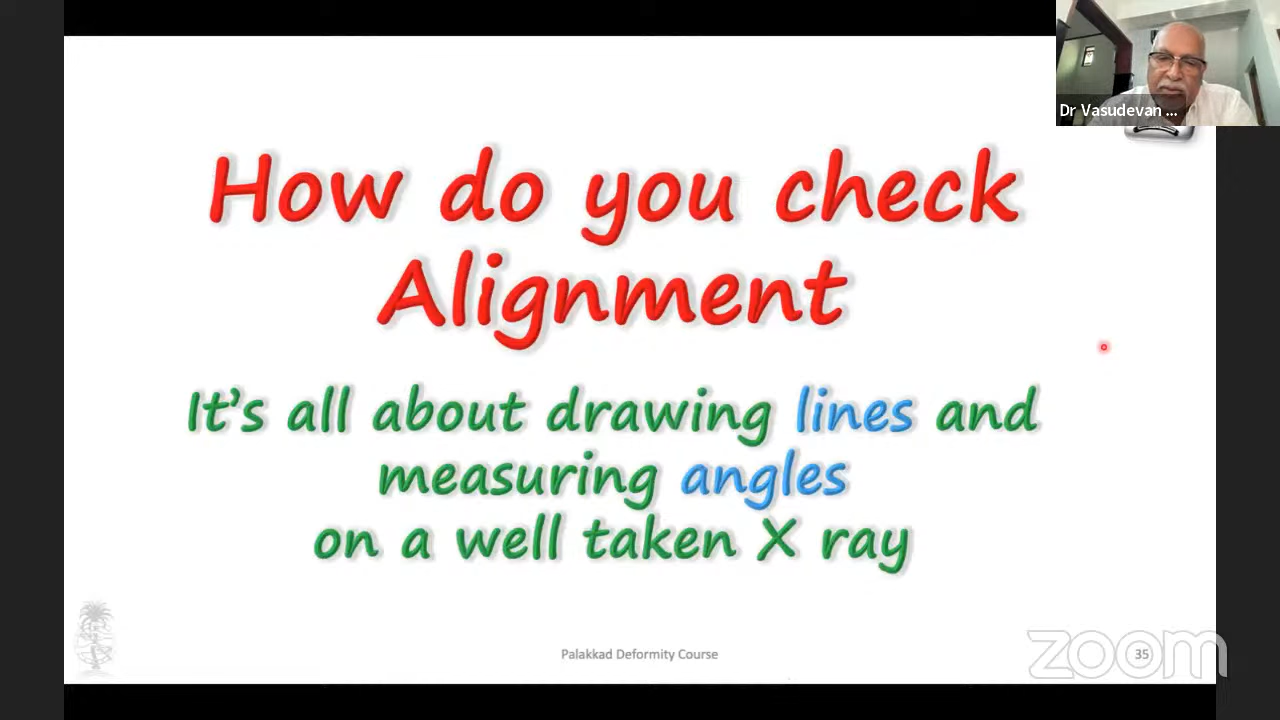 Dr Vasudevan ...
How do you check
Alignment
It's all about drawing lines and
measuring angles
on a well taken X ray
Palakkad Deformity Course
35
zoom